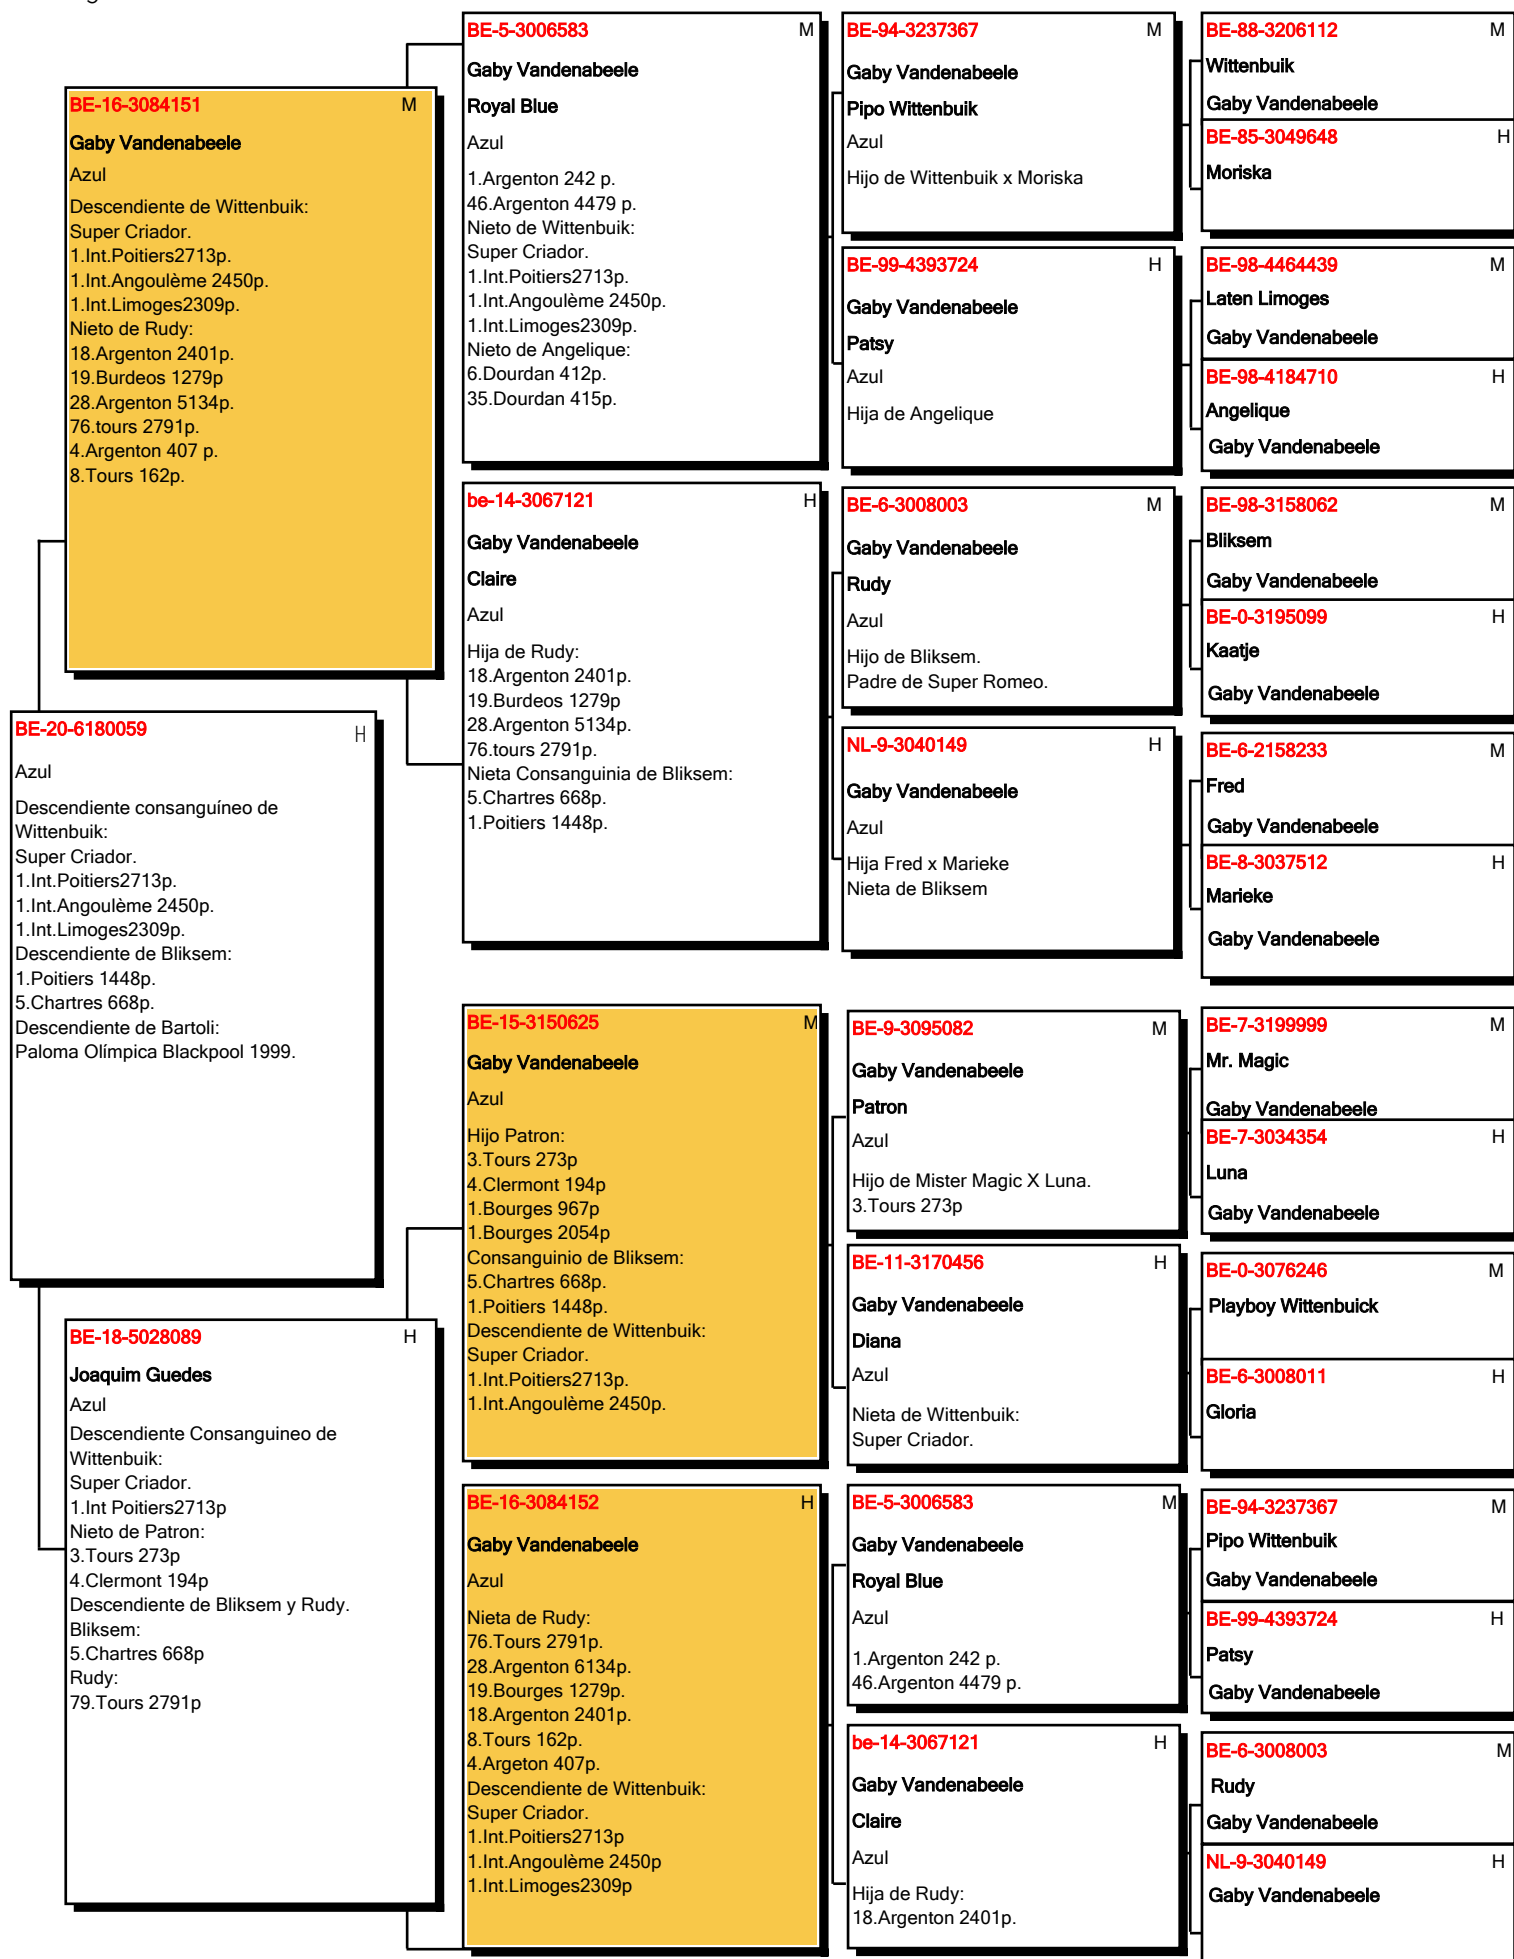 BE-20-6180059 H
Azul
Descendiente consanguíneo de
Wittenbuik:
Super Criador.
1.Int.Poitiers2713p.
1.Int.Angoulème 2450p.
1.Int.Limoges2309p.
Descendiente de Bliksem:
1.Poitiers 1448p.
5.Chartres 668p.
Descendiente de Bartoli:
Paloma Olímpica Blackpool 1999.
BE-16-3084151 M
Gaby Vandenabeele
Azul
Descendiente de Wittenbuik:
Super Criador.
1.Int.Poitiers2713p.
1.Int.Angoulème 2450p.
1.Int.Limoges2309p.
Nieto de Rudy:
18.Argenton 2401p.
19.Burdeos 1279p
28.Argenton 5134p.
76.tours 2791p.
4.Argenton 407 p.
8.Tours 162p.
BE-18-5028089 H
Joaquim Guedes
Azul
Descendiente Consanguineo de
Wittenbuik:
Super Criador.
1.Int Poitiers2713p
Nieto de Patron:
3.Tours 273p
4.Clermont 194p
Descendiente de Bliksem y Rudy.
Bliksem:
5.Chartres 668p
Rudy:
79.Tours 2791p
BE-5-3006583 M
Gaby Vandenabeele
Royal Blue
Azul
1.Argenton 242 p.
46.Argenton 4479 p.
Nieto de Wittenbuik:
Super Criador.
1.Int.Poitiers2713p.
1.Int.Angoulème 2450p.
1.Int.Limoges2309p.
Nieto de Angelique:
6.Dourdan 412p.
35.Dourdan 415p.
be-14-3067121 H
Gaby Vandenabeele
Claire
Azul
Hija de Rudy:
18.Argenton 2401p.
19.Burdeos 1279p
28.Argenton 5134p.
76.tours 2791p.
Nieta Consanguinia de Bliksem:
5.Chartres 668p.
1.Poitiers 1448p.
BE-15-3150625 M
Gaby Vandenabeele
Azul
Hijo Patron:
3.Tours 273p
4.Clermont 194p
1.Bourges 967p
1.Bourges 2054p
Consanguinio de Bliksem:
5.Chartres 668p.
1.Poitiers 1448p.
Descendiente de Wittenbuik:
Super Criador.
1.Int.Poitiers2713p.
1.Int.Angoulème 2450p.
BE-16-3084152 H
Gaby Vandenabeele
Azul
Nieta de Rudy:
76.Tours 2791p.
28.Argenton 6134p.
19.Bourges 1279p.
18.Argenton 2401p.
8.Tours 162p.
4.Argeton 407p.
Descendiente de Wittenbuik:
Super Criador.
1.Int.Poitiers2713p
1.Int.Angoulème 2450p
1.Int.Limoges2309p
BE-94-3237367 M
Gaby Vandenabeele
Pipo Wittenbuik
Azul
Hijo de Wittenbuik x Moriska
BE-99-4393724 H
Gaby Vandenabeele
Patsy
Azul
Hija de Angelique
BE-6-3008003 M
Gaby Vandenabeele
Rudy
Azul
Hijo de Bliksem.
Padre de Super Romeo.
NL-9-3040149 H
Gaby Vandenabeele
Azul
Hija Fred x Marieke
Nieta de Bliksem
BE-9-3095082 M
Gaby Vandenabeele
Patron
Azul
Hijo de Mister Magic X Luna.
3.Tours 273p
BE-11-3170456 H
Gaby Vandenabeele
Diana
Azul
Nieta de Wittenbuik:
Super Criador.
BE-5-3006583 M
Gaby Vandenabeele
Royal Blue
Azul
1.Argenton 242 p.
46.Argenton 4479 p.
be-14-3067121 H
Gaby Vandenabeele
Claire
Azul
Hija de Rudy:
18.Argenton 2401p.
BE-88-3206112 M
Wittenbuik
Gaby Vandenabeele
BE-85-3049648 H
Moriska
BE-98-4464439 M
Laten Limoges
Gaby Vandenabeele
BE-98-4184710 H
Angelique
Gaby Vandenabeele
BE-98-3158062 M
Bliksem
Gaby Vandenabeele
BE-0-3195099 H
Kaatje
Gaby Vandenabeele
BE-6-2158233 M
Fred
Gaby Vandenabeele
BE-8-3037512 H
Marieke
Gaby Vandenabeele
BE-7-3199999 M
Mr. Magic
Gaby Vandenabeele
BE-7-3034354 H
Luna
Gaby Vandenabeele
BE-0-3076246 M
Playboy Wittenbuick
BE-6-3008011 H
Gloria
BE-94-3237367 M
Pipo Wittenbuik
Gaby Vandenabeele
BE-99-4393724 H
Patsy
Gaby Vandenabeele
BE-6-3008003 M
Rudy
Gaby Vandenabeele
NL-9-3040149 H
Gaby Vandenabeele